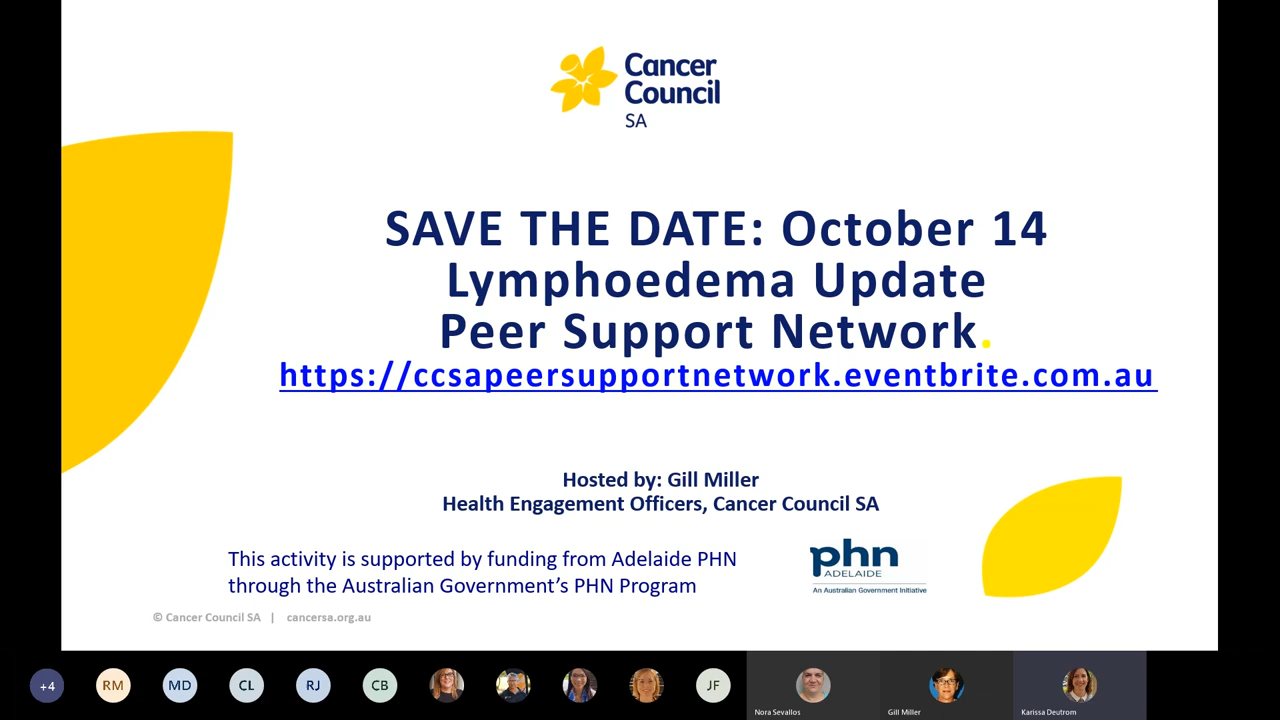 Cancer
Council
SA
SAVE THE DATE: October 14
Lymphoedema Update
Peer Support Network.
https://ccsapeersupportnetwork.eventbrite.com.au
Hosted by: Gill Miller
Health Engagement Officers, Cancer Council SA
This activity is supported by funding from Adelaide PHN
through the Australian Government's PHN Program
phn
ADELAIDE
An Australian Government Initiative
© Cancer Council SA | cancersa.org.au
+4 RM MD CL RJ CB JF
Nora Sevallos Gill Miller Karissa Deutrom